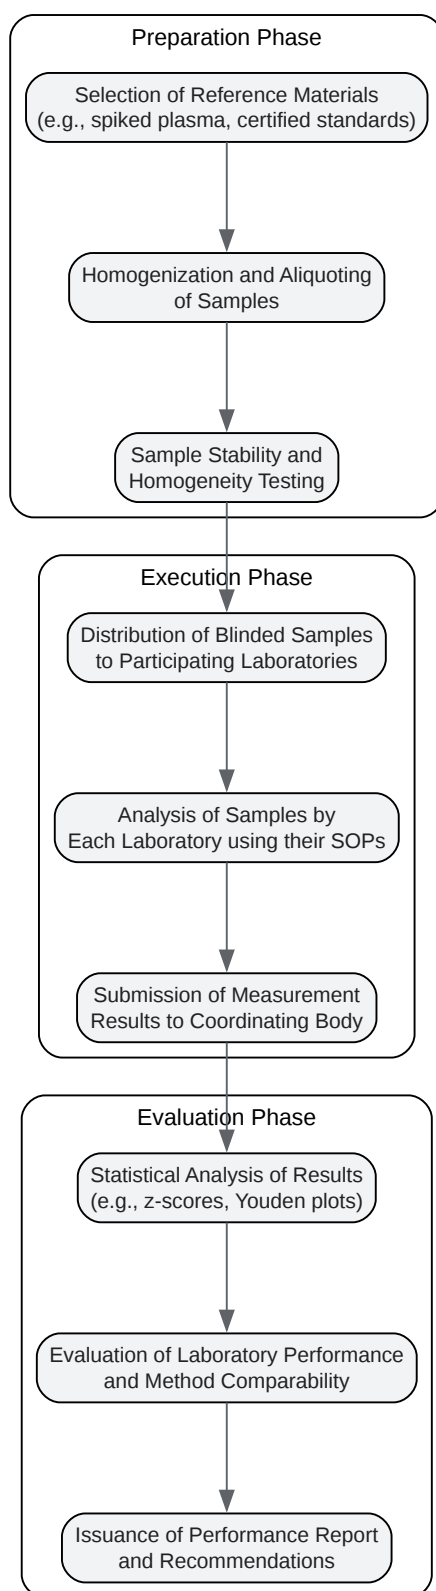 Preparation Phase
Selection of Reference Materials
(e.g., spiked plasma, certified standards)
Homogenization and Aliquoting
of Samples
Sample Stability and
Homogeneity Testing
Execution Phase
Distribution of Blinded Samples
to Participating Laboratories
Analysis of Samples by
Each Laboratory using their SOPs
Submission of Measurement
Results to Coordinating Body
Evaluation Phase
Statistical Analysis of Results
(e.g., z-scores, Youden plots)
Evaluation of Laboratory Performance
and Method Comparability
Issuance of Performance Report
and Recommendations